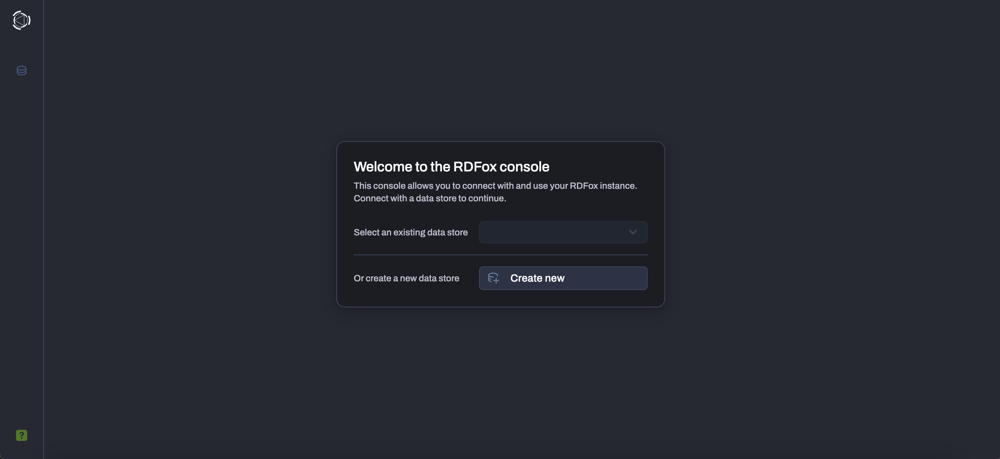 Welcome to the RDFox console
This console allows you to connect with and use your RDFox instance.
Connect with a data store to continue.
Select an existing data store
Or create a new data store
Create new
?